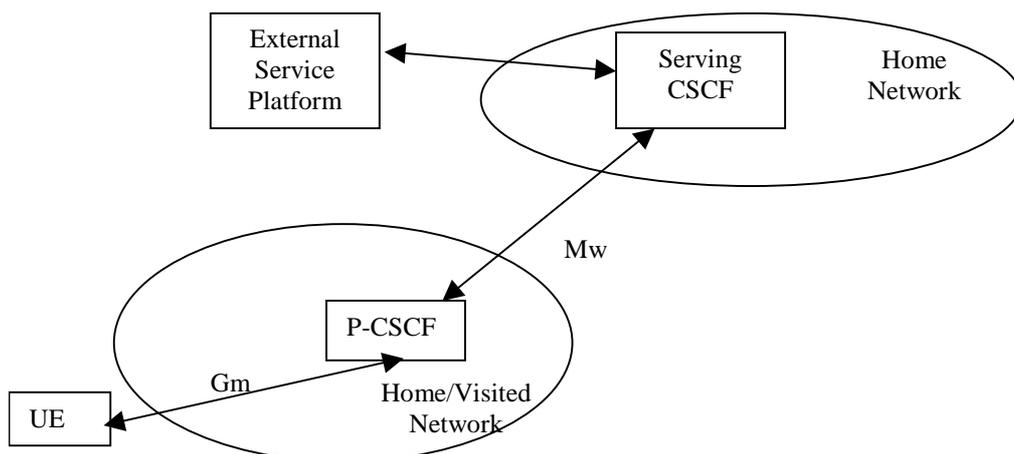 External
Service
Platform
Serving
CSCF
Home
Network
Mw
P-CSCF
Gm
Home/Visited
Network
UE